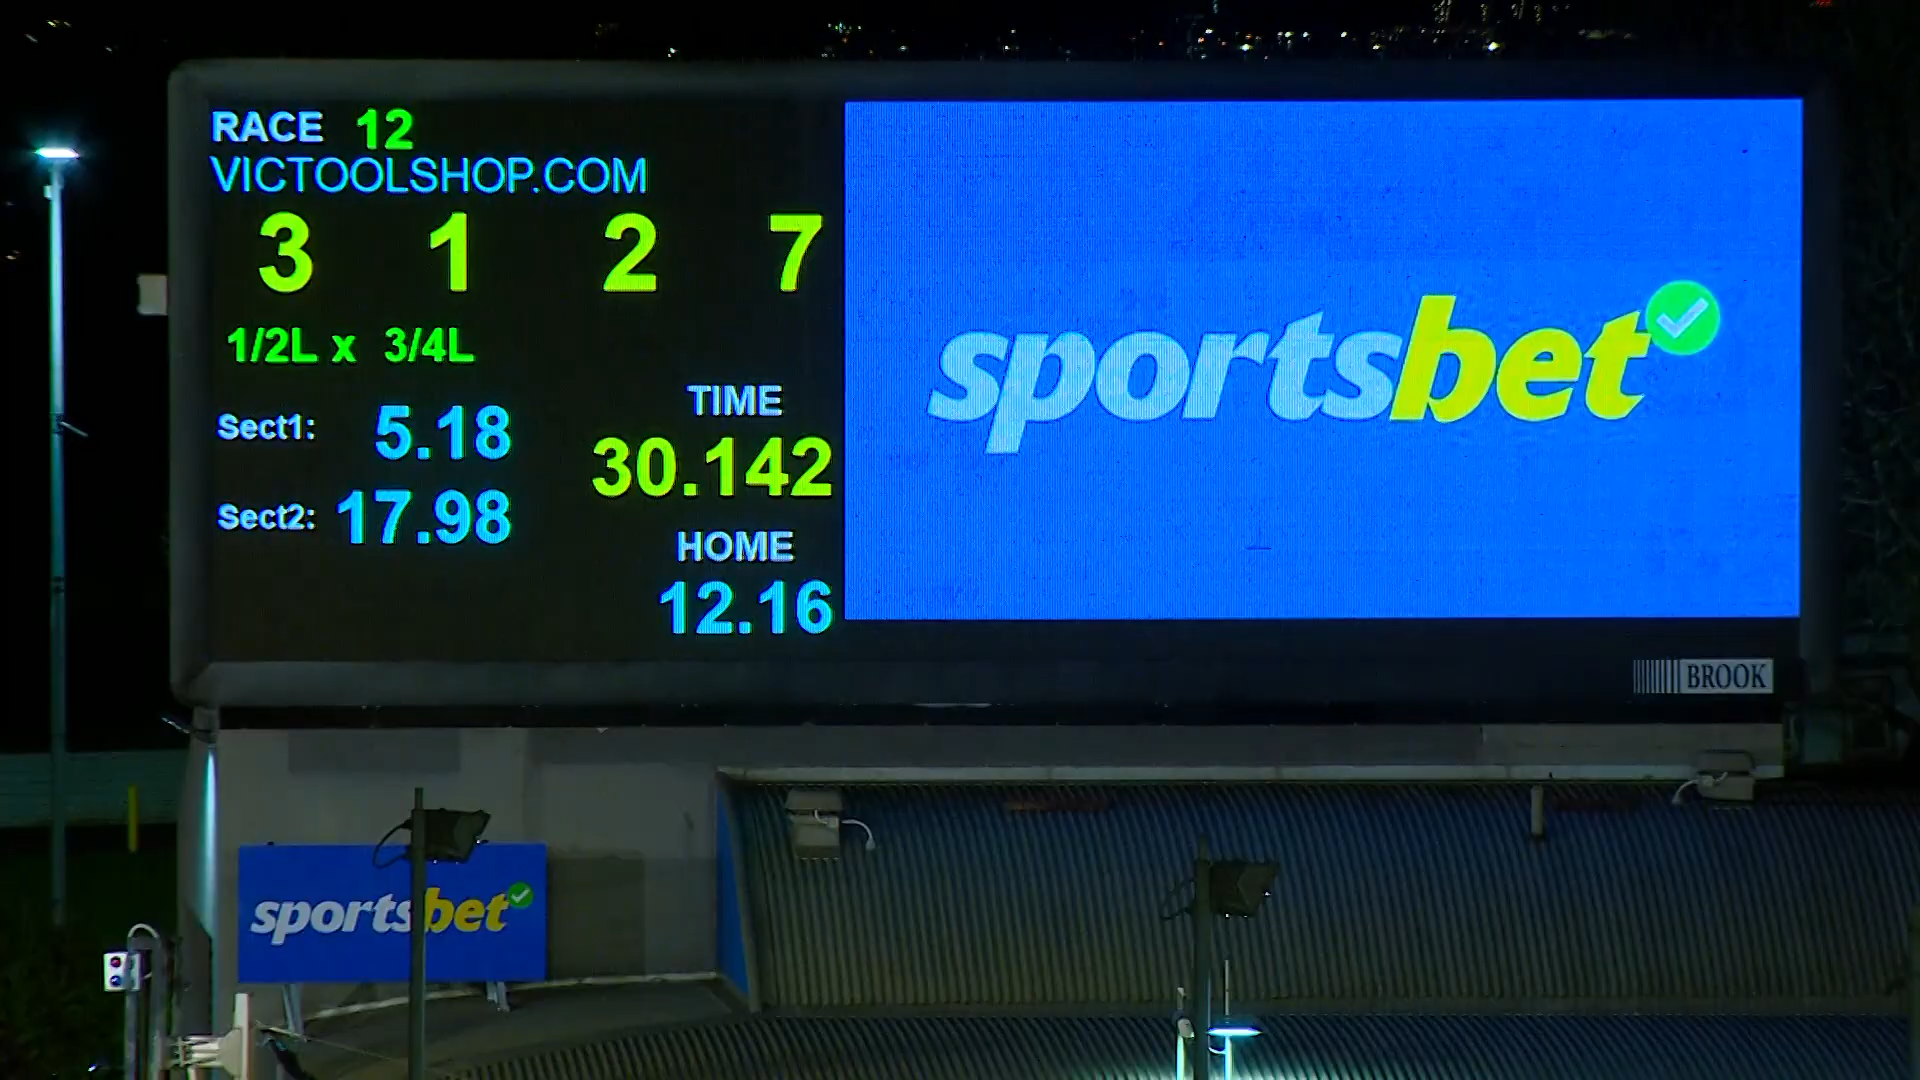 RACE 12
VICTOOLSHOP.COM
3 1 2 7
1/2L x 3/4L
Sect1: 5.18
Sect2: 17.98
TIME
30.142
HOME
12.16
sportsbet
BROOK
sportsbet